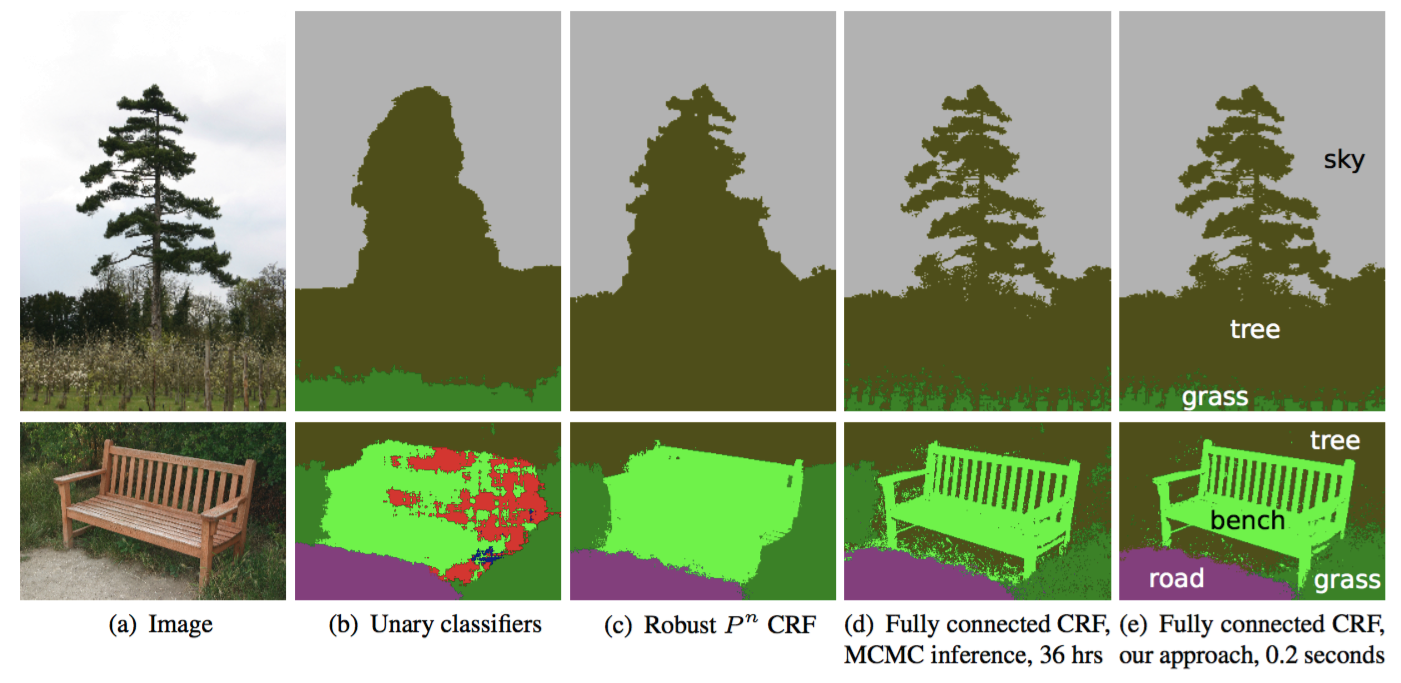 sky
tree
grass
tree
bench
road
grass
(a) Image
(b) Unary classifiers
(c) Robust Pⁿ CRF
(d) Fully connected CRF,
MCMC inference, 36 hrs
(e) Fully connected CRF,
our approach, 0.2 seconds